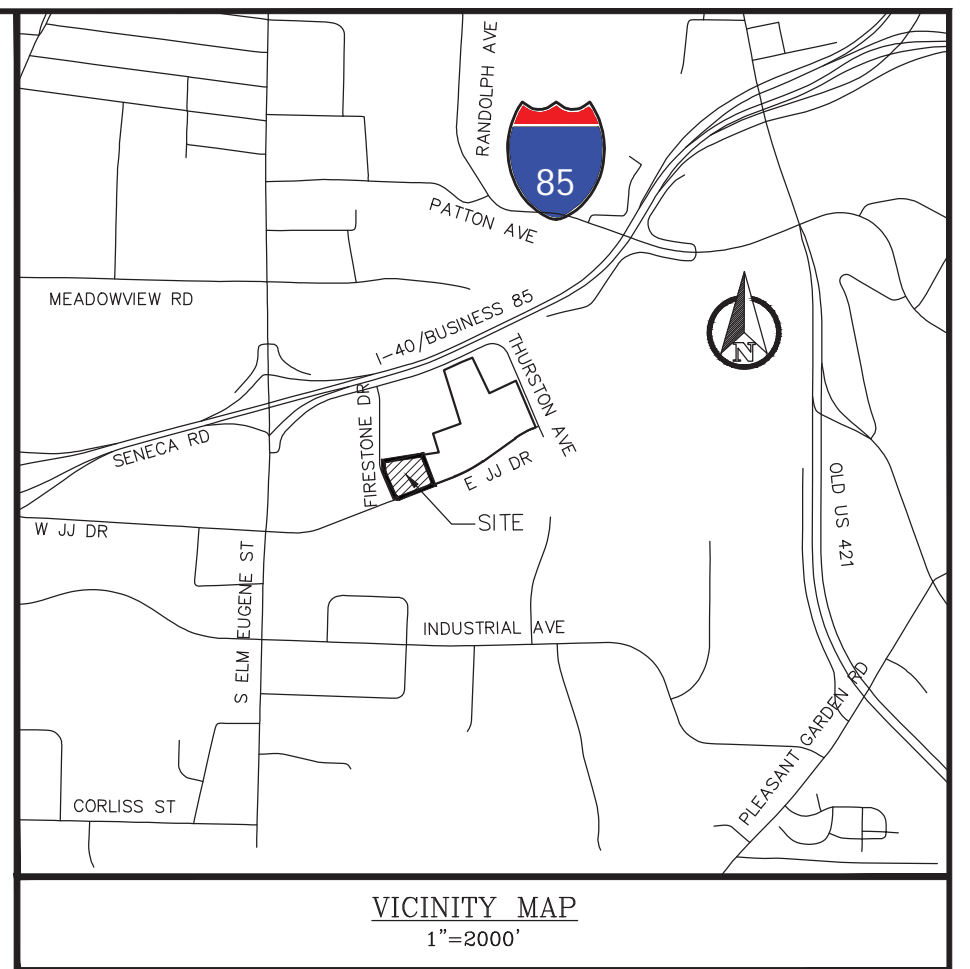 RANDOLPH AVE
85
PATTON AVE
MEADOWVIEW RD
I-40/BUSINESS 85
N
THURSTON AVE
FIRESTONE DR
SENECA RD
E JJ DR
OLD US 421
SITE
W JJ DR
S ELM EUGENE ST
INDUSTRIAL AVE
PLEASANT GARDEN RD
CORLISS ST
VICINITY MAP
1"=2000'